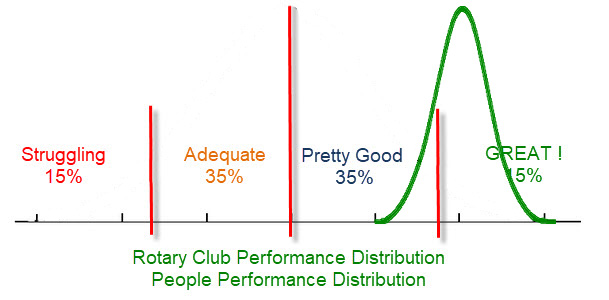 Struggling
15%
Adequate
35%
Pretty Good
35%
GREAT !
15%
Rotary Club Performance Distribution
People Performance Distribution